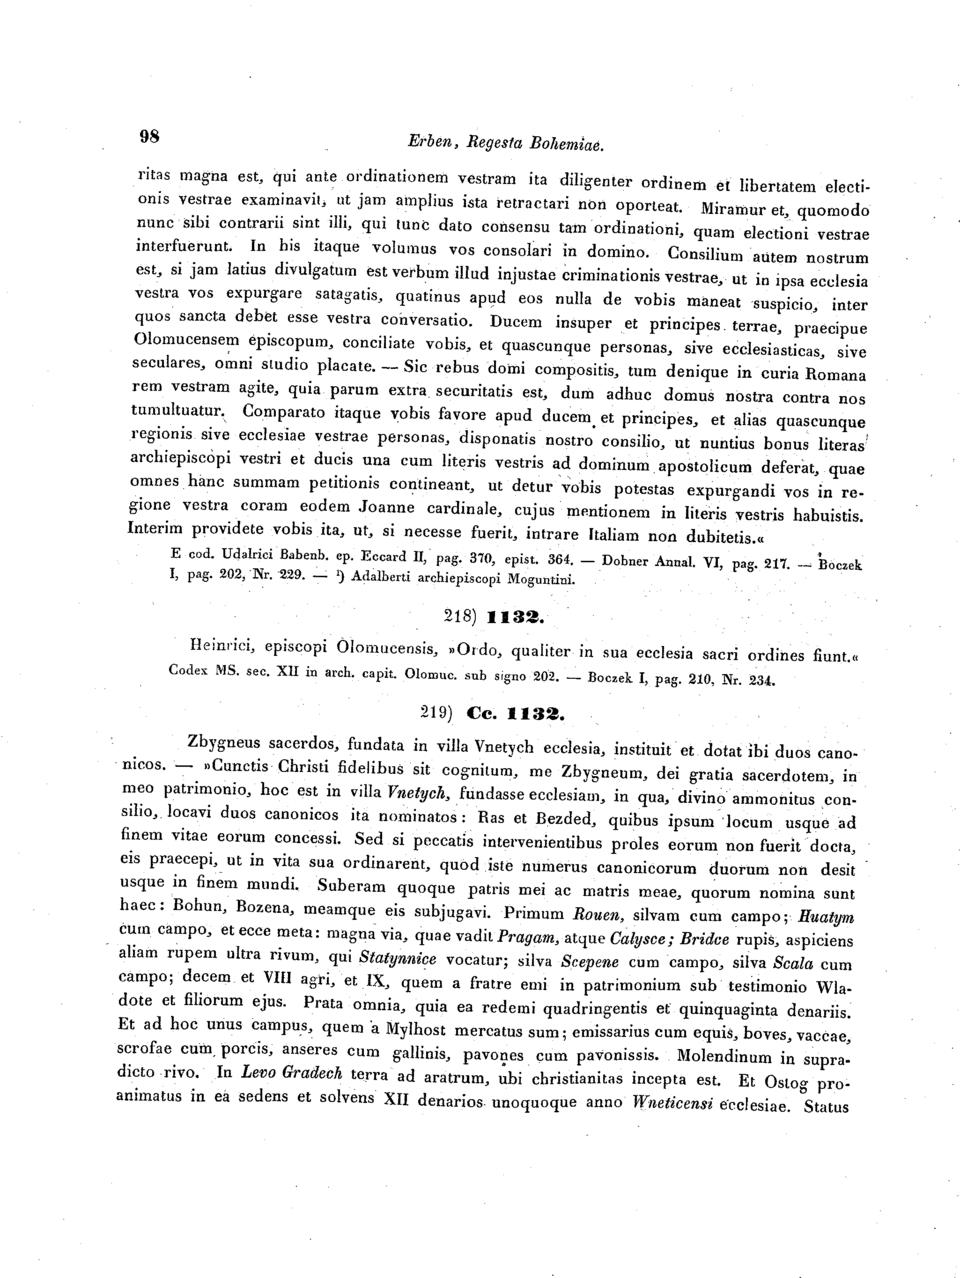 98
Erben, Regesta Bohemiae.
ritas magna est, qui ante ordinationem vestram ita diligenter ordinem et libertatem electi-
onis vestrae examinavit, ut jam amplius ista retractari non oporteat. Miramur et, quomodo
nunc sibi contrarii sint illi, qui tunc dato consensu tam ordinationi, quam electioni vestrae
interfuerunt. In his itaque volumus vos consolari in domino. Consilium autem nostrum
est, si jam latius divulgatum est verbum illud injustae criminationis vestrae, ut in ipsa ecclesia
vestra vos expurgare satagatis, quatinus apud eos nulla de vobis maneat suspicio, inter
quos sancta debet esse vestra conversatio. Ducem insuper et principes terrae, praecipue
Olomucensem episcopum, conciliate vobis, et quascunque personas, sive ecclesiasticas, sive
seculares, omni studio placate. — Sic rebus domi compositis, tum denique in curia Romana
rem vestram agite, quia parum extra securitatis est, dum adhuc domus nostra contra nos
tumultuatur. Comparato itaque vobis favore apud ducem et principes, et alias quascunque
regionis sive ecclesiae vestrae personas, disponatis nostro consilio, ut nuntius bonus literas
archiepiscopi vestri et ducis una cum literis vestris ad dominum apostolicum deferat, quae
omnes hanc summam petitionis contineant, ut detur vobis potestas expurgandi vos in re-
gione vestra coram eodem Joanne cardinale, cujus mentionem in literis vestris habuistis.
Interim providete vobis ita, ut, si necesse fuerit, intrare Italiam non dubitetis.«
E cod. Udalrici Babenb. ep. Eccard II, pag. 370, epist. 364. — Dobner Annal. VI, pag. 217. — Boczek
I, pag. 202, Nr. 229. — ¹) Adalberti archiepiscopi Moguntini.
218) 1132.
Heinrici, episcopi Olomucensis, »Ordo, qualiter in sua ecclesia sacri ordines fiunt.«
Codex MS. sec. XII in arch. capit. Olomuc. sub signo 202. — Boczek I, pag. 210, Nr. 234.
219) Cc. 1132.
Zbygneus sacerdos, fundata in villa Vnetych ecclesia, instituit et dotat ibi duos cano-
nicos. — »Cunctis Christi fidelibus sit cognitum, me Zbygneum, dei gratia sacerdotem, in
meo patrimonio, hoc est in villa Vnetych, fundasse ecclesiam, in qua, divino ammonitus con-
silio, locavi duos canonicos ita nominatos: Ras et Bezded, quibus ipsum locum usque ad
finem vitae eorum concessi. Sed si peccatis intervenientibus proles eorum non fuerit docta,
eis praecepi, ut in vita sua ordinarent, quod iste numerus canonicorum duorum non desit
usque in finem mundi. Suberam quoque patris mei ac matris meae, quorum nomina sunt
haec: Bohun, Bozena, meamque eis subjugavi. Primum Rouen, silvam cum campo; Huatym
cum campo, et ecce meta: magna via, quae vadit Pragam, atque Calysce; Bridce rupis, aspiciens
aliam rupem ultra rivum, qui Statynnice vocatur; silva Scepene cum campo, silva Scala cum
campo; decem et VIII agri, et IX, quem a fratre emi in patrimonium sub testimonio Wla-
dote et filiorum ejus. Prata omnia, quia ea redemi quadringentis et quinquaginta denariis.
Et ad hoc unus campus, quem a Mylhost mercatus sum; emissarius cum equis, boves, vaccae,
scrofae cum porcis, anseres cum gallinis, pavones cum pavonissis. Molendinum in supra-
dicto rivo. In Levo Gradech terra ad aratrum, ubi christianitas incepta est. Et Ostog pro-
animatus in ea sedens et solvens XII denarios unoquoque anno Wneticensi ecclesiae. Status